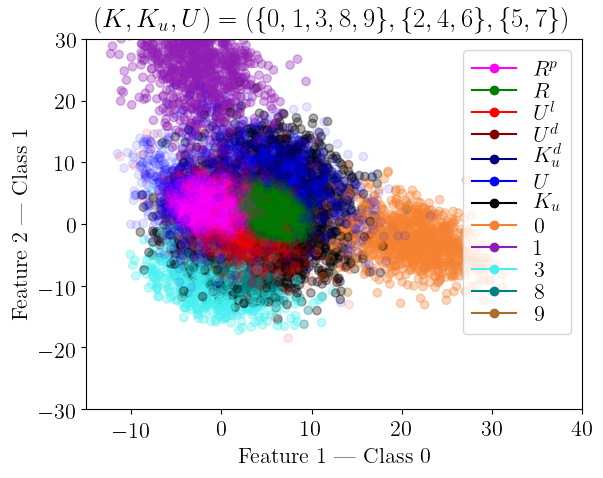 (K, K_u, U) = ({0, 1, 3, 8, 9}, {2, 4, 6}, {5, 7})
30
20
10
0
−10
−20
−30
−10
0
10
20
30
40
Feature 2 — Class 1
Feature 1 — Class 0
R^p
R
U^l
U^d
K_u^d
U
K_u
0
1
3
8
9